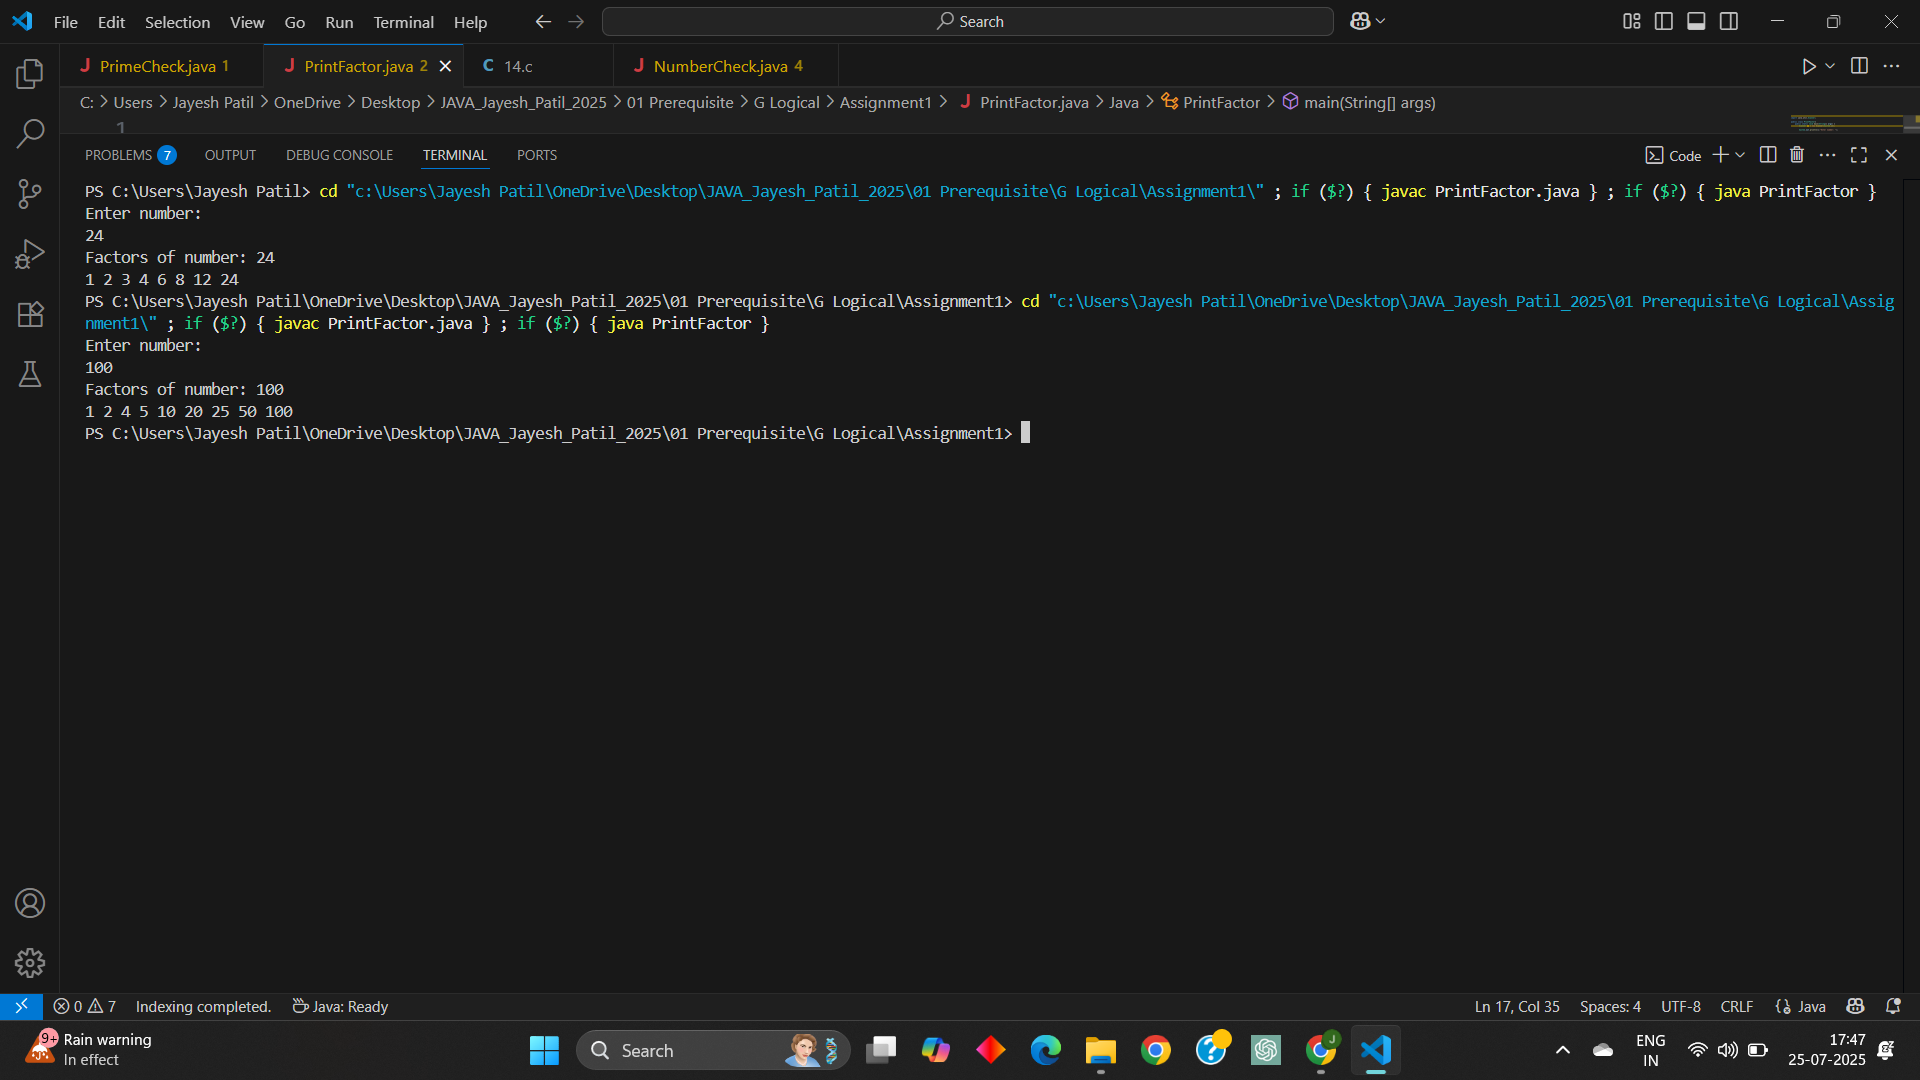 File Edit Selection View Go Run Terminal Help Search
PrimeCheck.java 1 PrintFactor.java 2 14.c NumberCheck.java 4
C: > Users > Jayesh Patil > OneDrive > Desktop > JAVA_Jayesh_Patil_2025 > 01 Prerequisite > G Logical > Assignment1 > PrintFactor.java > Java > PrintFactor > main(String[] args)
1
PROBLEMS 7 OUTPUT DEBUG CONSOLE TERMINAL PORTS Code
PS C:\Users\Jayesh Patil> cd "c:\Users\Jayesh Patil\OneDrive\Desktop\JAVA_Jayesh_Patil_2025\01 Prerequisite\G Logical\Assignment1\" ; if ($?) { javac PrintFactor.java } ; if ($?) { java PrintFactor }
Enter number:
24
Factors of number: 24
1 2 3 4 6 8 12 24
PS C:\Users\Jayesh Patil\OneDrive\Desktop\JAVA_Jayesh_Patil_2025\01 Prerequisite\G Logical\Assignment1> cd "c:\Users\Jayesh Patil\OneDrive\Desktop\JAVA_Jayesh_Patil_2025\01 Prerequisite\G Logical\Assig
nment1\" ; if ($?) { javac PrintFactor.java } ; if ($?) { java PrintFactor }
Enter number:
100
Factors of number: 100
1 2 4 5 10 20 25 50 100
PS C:\Users\Jayesh Patil\OneDrive\Desktop\JAVA_Jayesh_Patil_2025\01 Prerequisite\G Logical\Assignment1>
0 7 Indexing completed. Java: Ready Ln 17, Col 35 Spaces: 4 UTF-8 CRLF {} Java
9+ Rain warning
In effect
Search
J
ENG
IN
17:47
25-07-2025